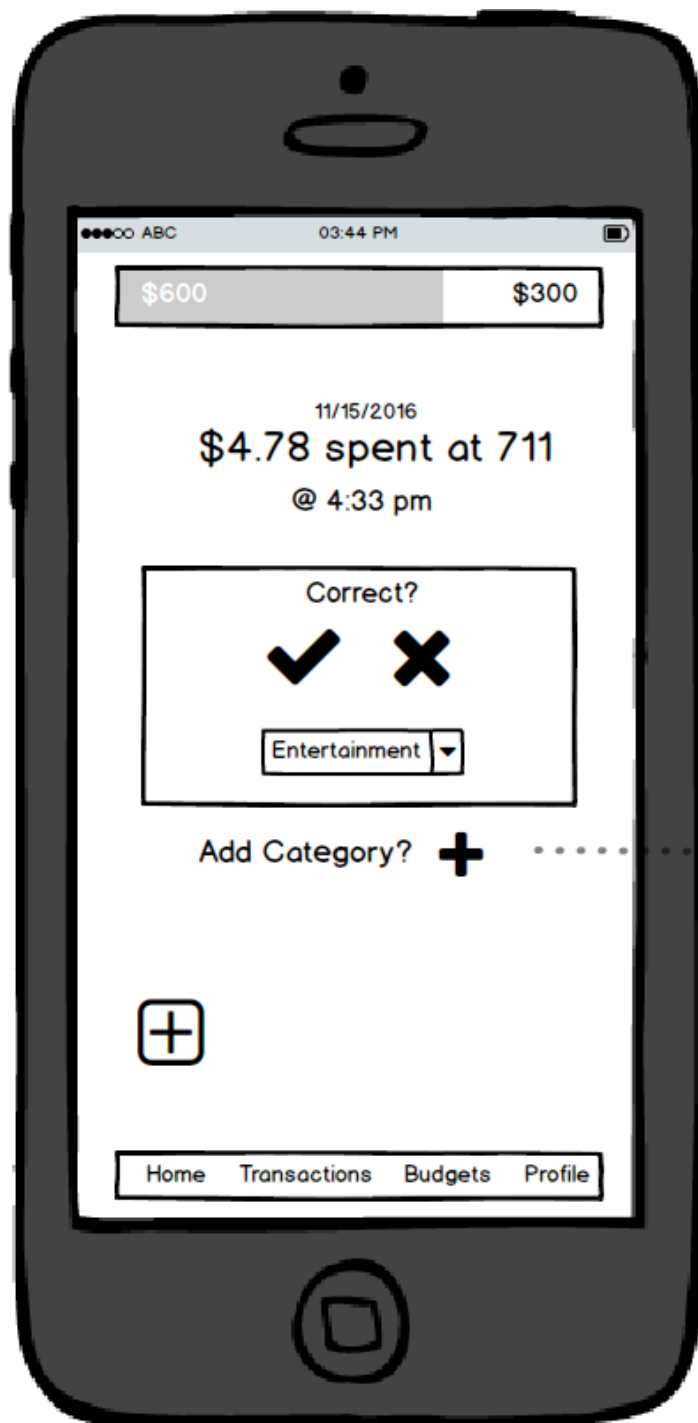 ABC 03:44 PM
$600 $300
11/15/2016
$4.78 spent at 711
@ 4:33 pm
Correct?
Entertainment
Add Category?
Home Transactions Budgets Profile